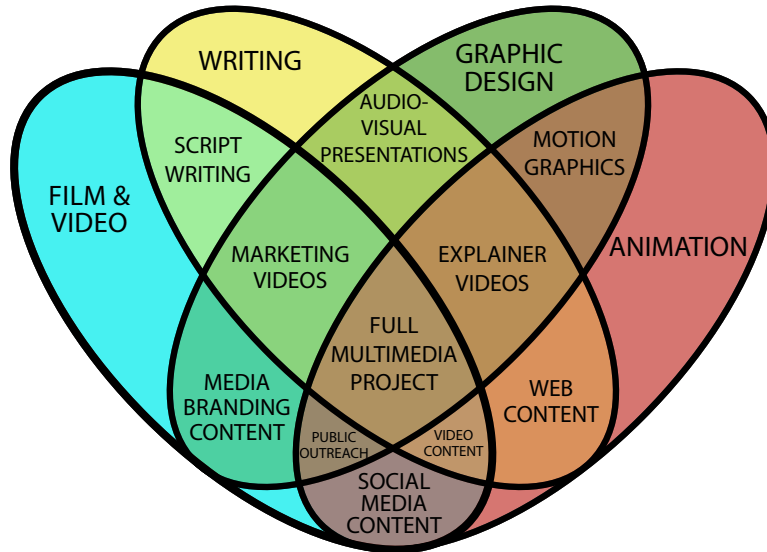 WRITING
GRAPHIC
DESIGN
AUDIO-
VISUAL
PRESENTATIONS
SCRIPT
WRITING
MOTION
GRAPHICS
FILM &
VIDEO
ANIMATION
MARKETING
VIDEOS
EXPLAINER
VIDEOS
FULL
MULTIMEDIA
PROJECT
MEDIA
BRANDING
CONTENT
WEB
CONTENT
PUBLIC
OUTREACH
VIDEO
CONTENT
SOCIAL
MEDIA
CONTENT